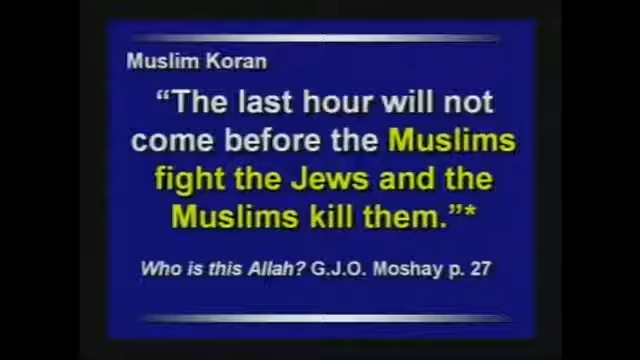 Muslim Koran
“The last hour will not
come before the Muslims
fight the Jews and the
Muslims kill them.”*
Who is this Allah? G.J.O. Moshay p. 27